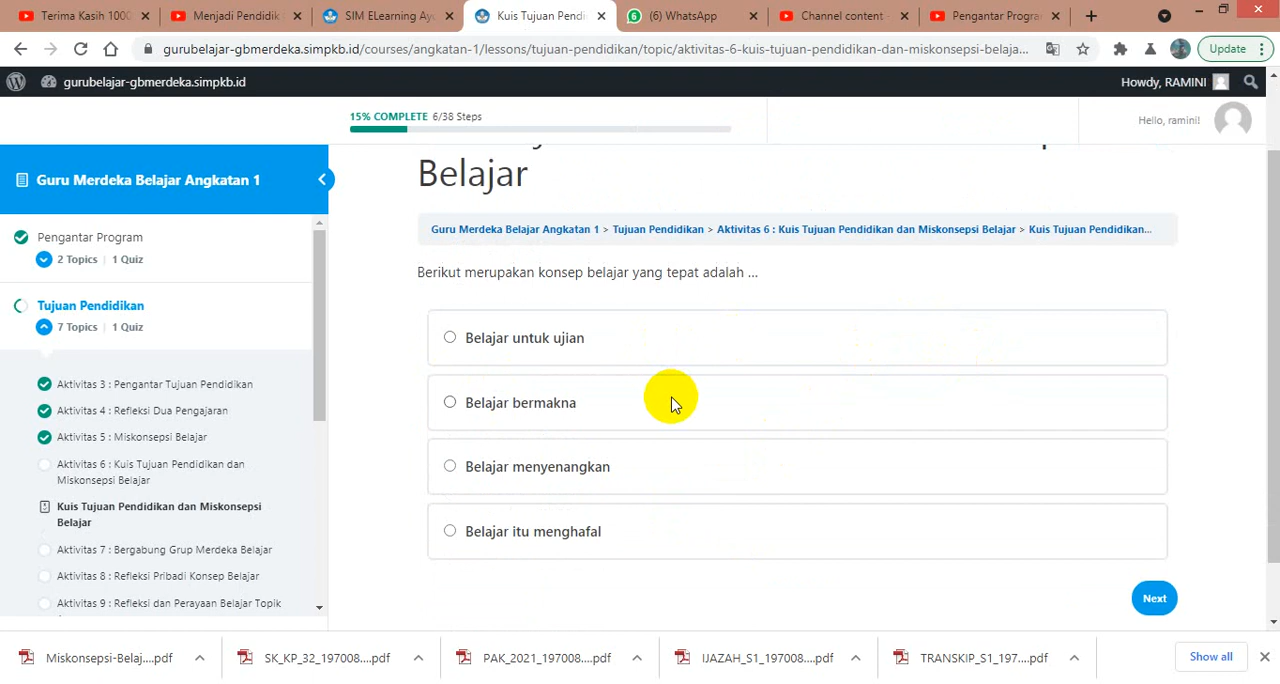 Terima Kasih 1000
Menjadi Pendidik
SIM ELearning Ay
Kuis Tujuan Pendi
(6) WhatsApp
Channel content -
Pengantar Progra
gurubelajar-gbmerdeka.simpkb.id/courses/angkatan-1/lessons/tujuan-pendidikan/topic/aktivitas-6-kuis-tujuan-pendidikan-dan-miskonsepsi-belaja...
Update
gurubelajar-gbmerdeka.simpkb.id
Howdy, RAMINI
15% COMPLETE 6/38 Steps
Hello, ramini!
Guru Merdeka Belajar Angkatan 1
Pengantar Program
2 Topics | 1 Quiz
Tujuan Pendidikan
7 Topics | 1 Quiz
Aktivitas 3 : Pengantar Tujuan Pendidikan
Aktivitas 4 : Refleksi Dua Pengajaran
Aktivitas 5 : Miskonsepsi Belajar
Aktivitas 6 : Kuis Tujuan Pendidikan dan
Miskonsepsi Belajar
Kuis Tujuan Pendidikan dan Miskonsepsi
Belajar
Aktivitas 7 : Bergabung Grup Merdeka Belajar
Aktivitas 8 : Refleksi Pribadi Konsep Belajar
Aktivitas 9 : Refleksi dan Perayaan Belajar Topik
Belajar
Guru Merdeka Belajar Angkatan 1 > Tujuan Pendidikan > Aktivitas 6 : Kuis Tujuan Pendidikan dan Miskonsepsi Belajar > Kuis Tujuan Pendidikan...
Berikut merupakan konsep belajar yang tepat adalah ...
Belajar untuk ujian
Belajar bermakna
Belajar menyenangkan
Belajar itu menghafal
Next
Miskonsepsi-Belaj....pdf
SK_KP_32_197008....pdf
PAK_2021_197008....pdf
IJAZAH_S1_197008....pdf
TRANSKIP_S1_197....pdf
Show all